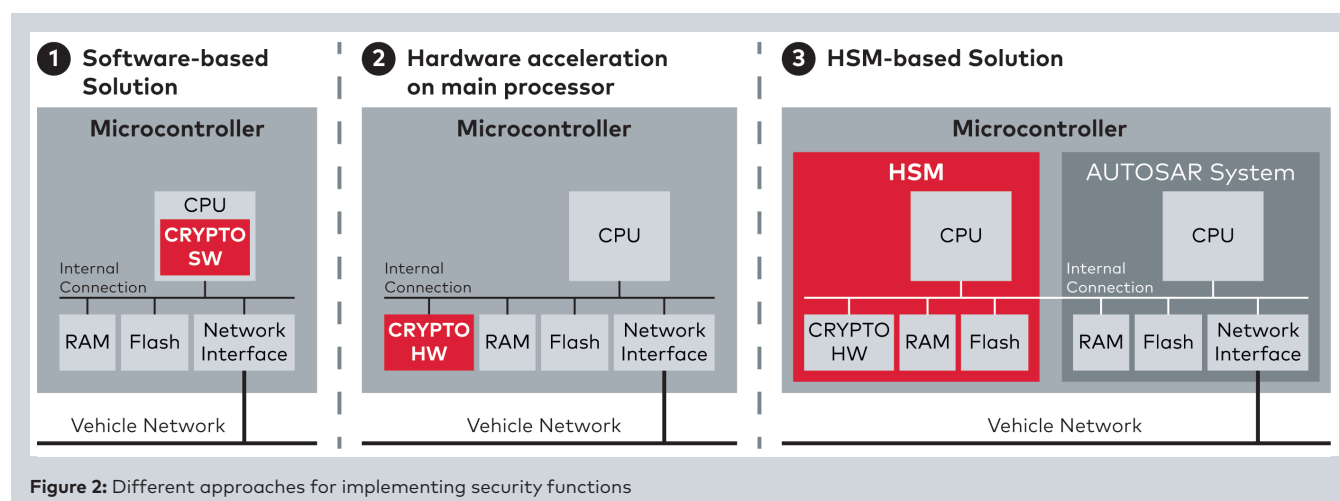 1 Software-based
Solution
Microcontroller
CPU
CRYPTO
SW
Internal
Connection
RAM
Flash
Network
Interface
Vehicle Network
2 Hardware acceleration
on main processor
Microcontroller
CPU
Internal
Connection
CRYPTO
HW
RAM
Flash
Network
Interface
Vehicle Network
3 HSM-based Solution
Microcontroller
HSM
CPU
CRYPTO
HW
RAM
Flash
AUTOSAR System
CPU
Internal
Connection
RAM
Flash
Network
Interface
Vehicle Network
Figure 2: Different approaches for implementing security functions